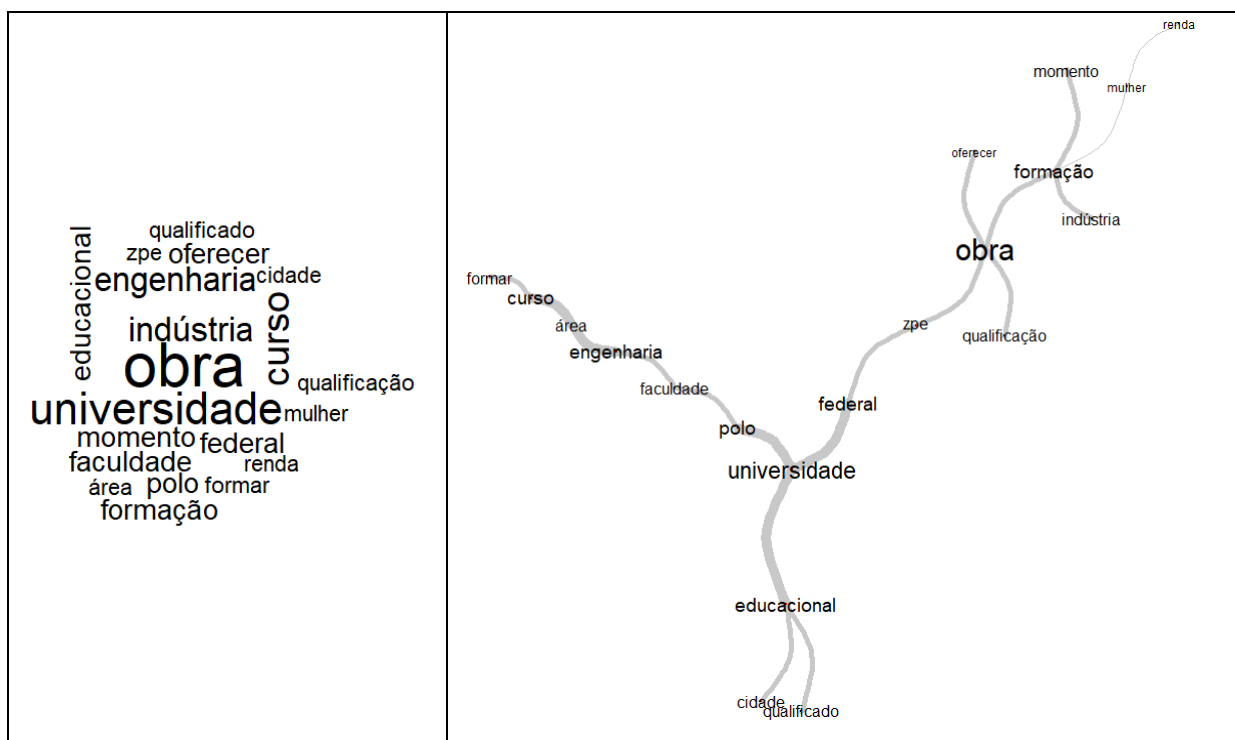 qualificado
zpe oferecer
engenharia cidade
educacional
indústria
curso
obra
qualificação
universidade mulher
momento federal
faculdade renda
área polo formar
formação
renda
momento
mulher
oferecer
formação
indústria
obra
formar
curso
área
zpe
qualificação
engenharia
faculdade
federal
polo
universidade
educacional
cidade
qualificado